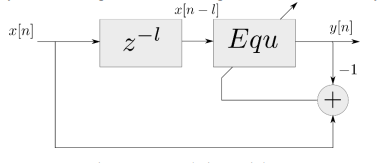 x[n-l]
x[n]
z^{-l}
Equ
y[n]
-1
+